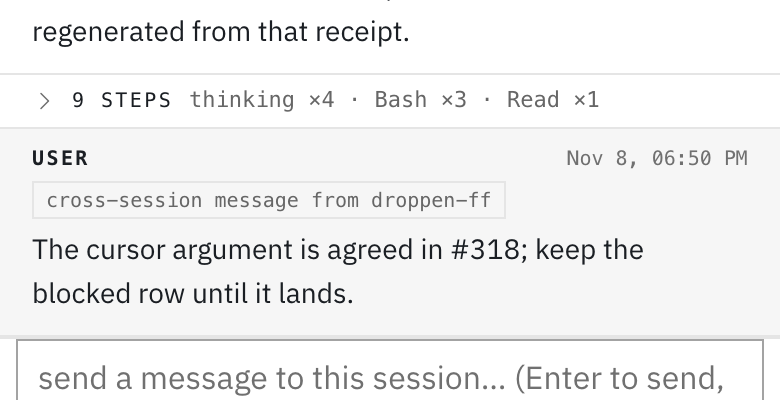 regenerated from that receipt.
9 STEPS thinking ×4 · Bash ×3 · Read ×1
USER Nov 8, 06:50 PM
cross-session message from droppen-ff
The cursor argument is agreed in #318; keep the
blocked row until it lands.
send a message to this session... (Enter to send,